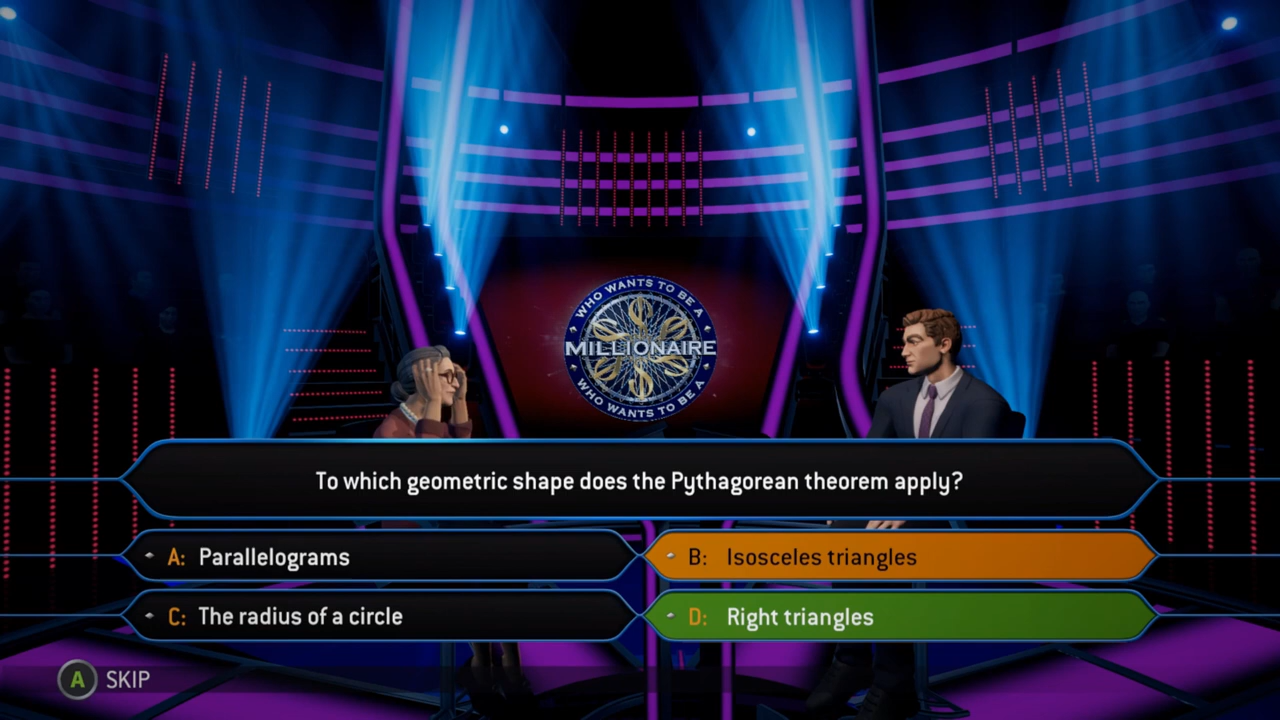 WHO WANTS TO BE A
MILLIONAIRE
WHO WANTS TO BE A
To which geometric shape does the Pythagorean theorem apply?
A: Parallelograms
B: Isosceles triangles
C: The radius of a circle
D: Right triangles
A SKIP